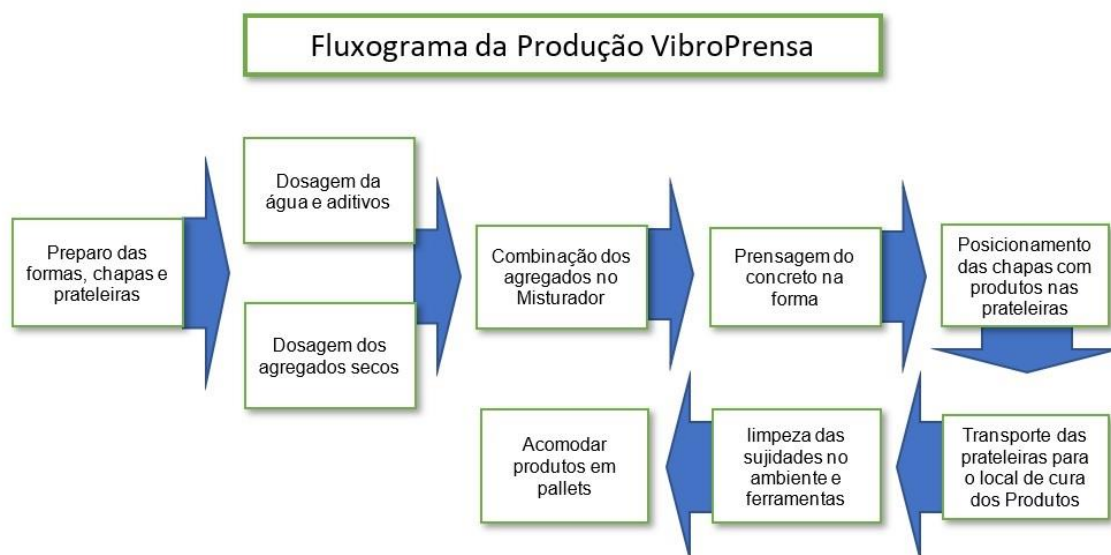 Fluxograma da Produção VibroPrensa
Preparo das
formas, chapas e
prateleiras
Dosagem da
água e aditivos
Dosagem dos
agregados secos
Combinação dos
agregados no
Misturador
Prensagem do
concreto na
forma
Posicionamento
das chapas com
produtos nas
prateleiras
Transporte das
prateleiras para
o local de cura
dos Produtos
limpeza das
sujidades no
ambiente e
ferramentas
Acomodar
produtos em
pallets